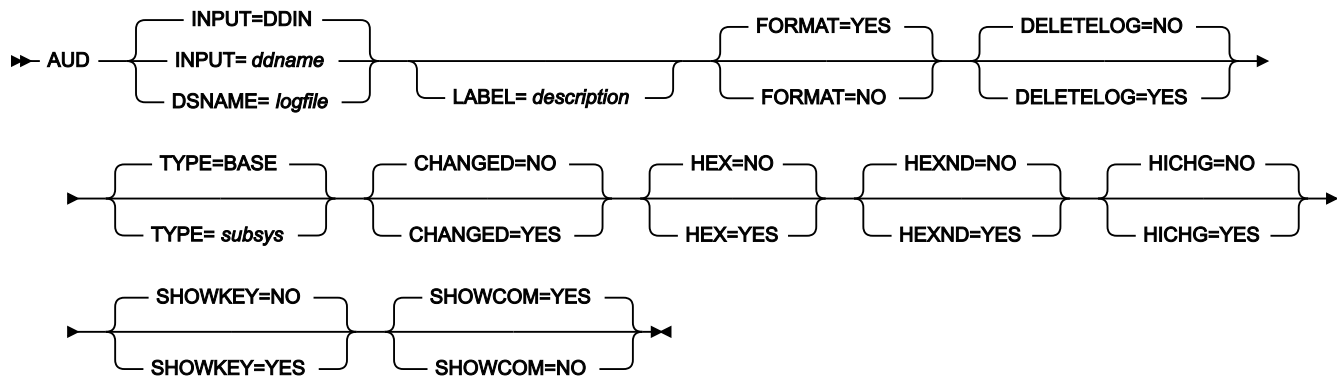 INPUT=DDIN FORMAT=YES DELETELOG=NO
AUD INPUT= ddname
DSNAME= logfile LABEL= description FORMAT=NO DELETELOG=YES
TYPE=BASE CHANGED=NO HEX=NO HEXND=NO HICHG=NO
TYPE= subsys CHANGED=YES HEX=YES HEXND=YES HICHG=YES
SHOWKEY=NO SHOWCOM=YES
SHOWKEY=YES SHOWCOM=NO